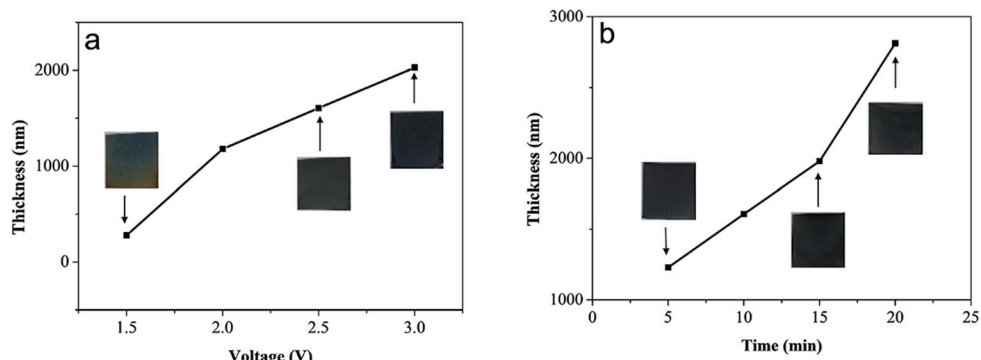 a
2000
1000
0
Thickness (nm)
1.5 2.0 2.5 3.0
Voltage (V)
b
3000
2000
1000
Thickness (nm)
0 5 10 15 20 25
Time (min)